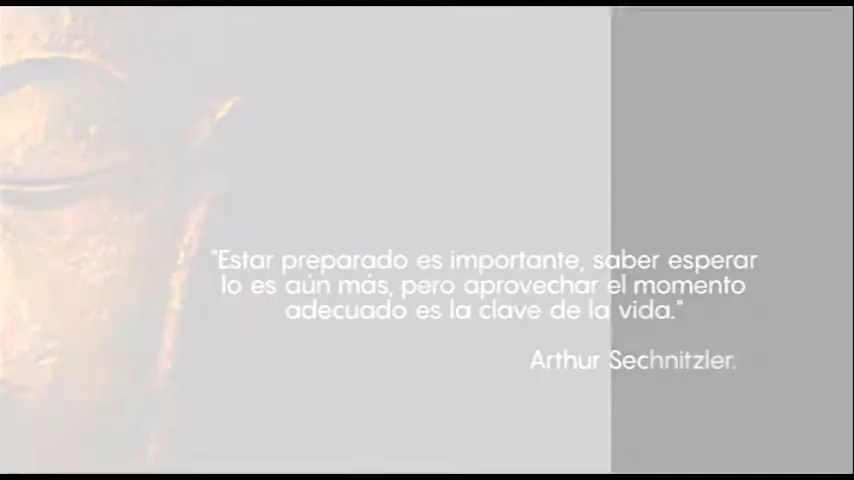 "Estar preparado es importante, saber esperar
lo es aún más, pero aprovechar el momento
adecuado es la clave de la vida."
Arthur Sechnitzler.